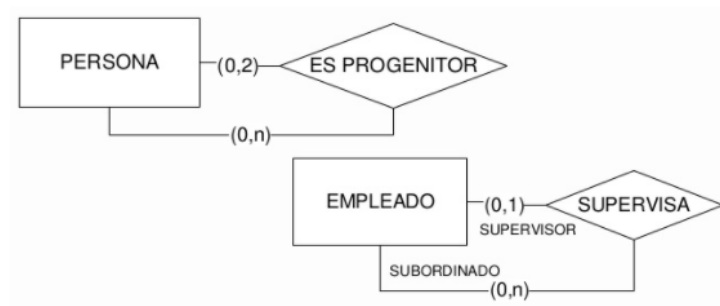 PERSONA
(0,2)
ES PROGENITOR
(0,n)
EMPLEADO
(0,1)
SUPERVISA
SUPERVISOR
SUBORDINADO
(0,n)